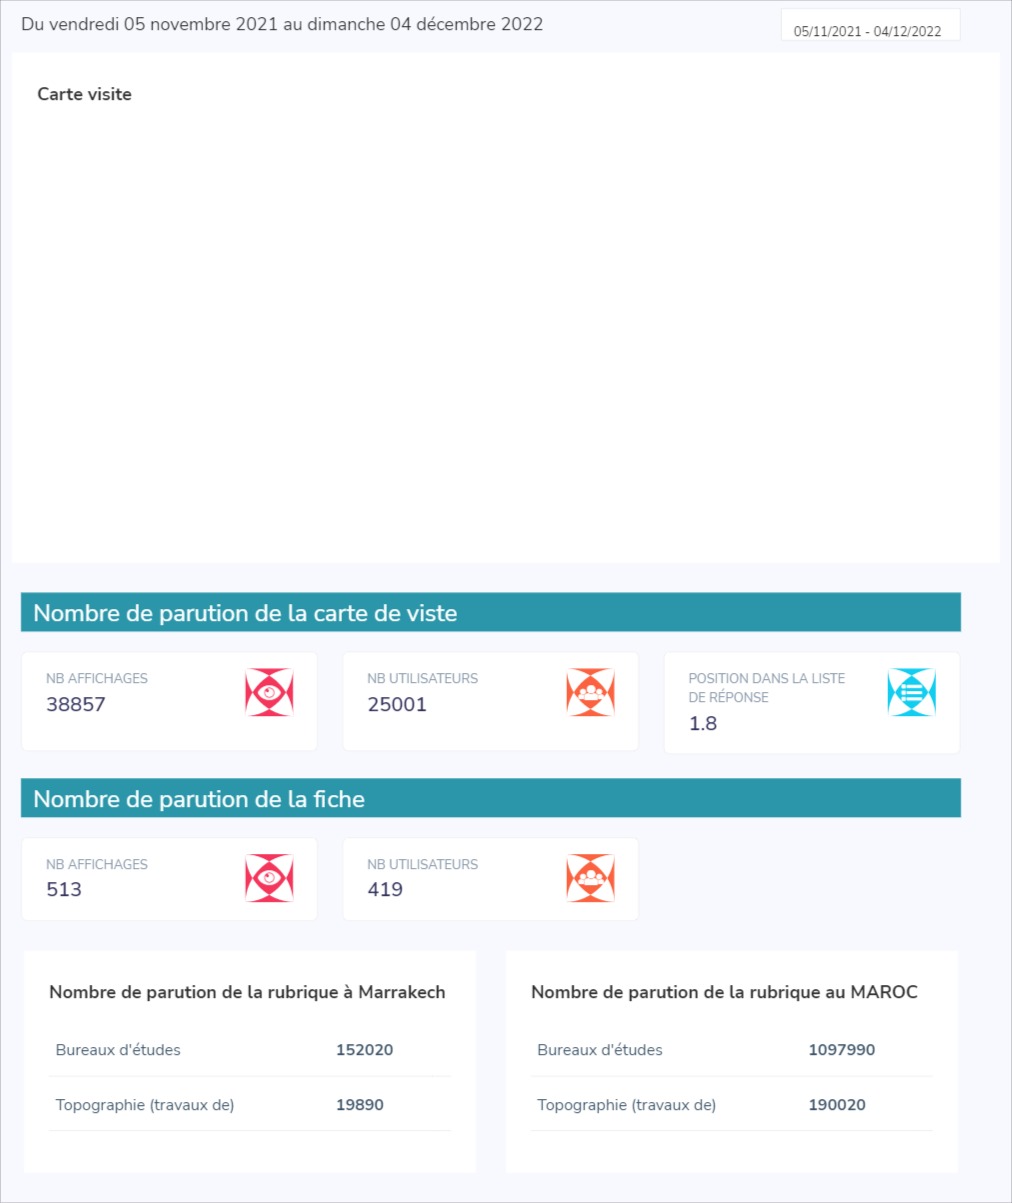 Du vendredi 05 novembre 2021 au dimanche 04 décembre 2022
05/11/2021 - 04/12/2022
Carte visite
Nombre de parution de la carte de viste
NB AFFICHAGES
38857
NB UTILISATEURS
25001
POSITION DANS LA LISTE
DE RÉPONSE
1.8
Nombre de parution de la fiche
NB AFFICHAGES
513
NB UTILISATEURS
419
Nombre de parution de la rubrique à Marrakech
Bureaux d'études 152020
Topographie (travaux de) 19890
Nombre de parution de la rubrique au MAROC
Bureaux d'études 1097990
Topographie (travaux de) 190020